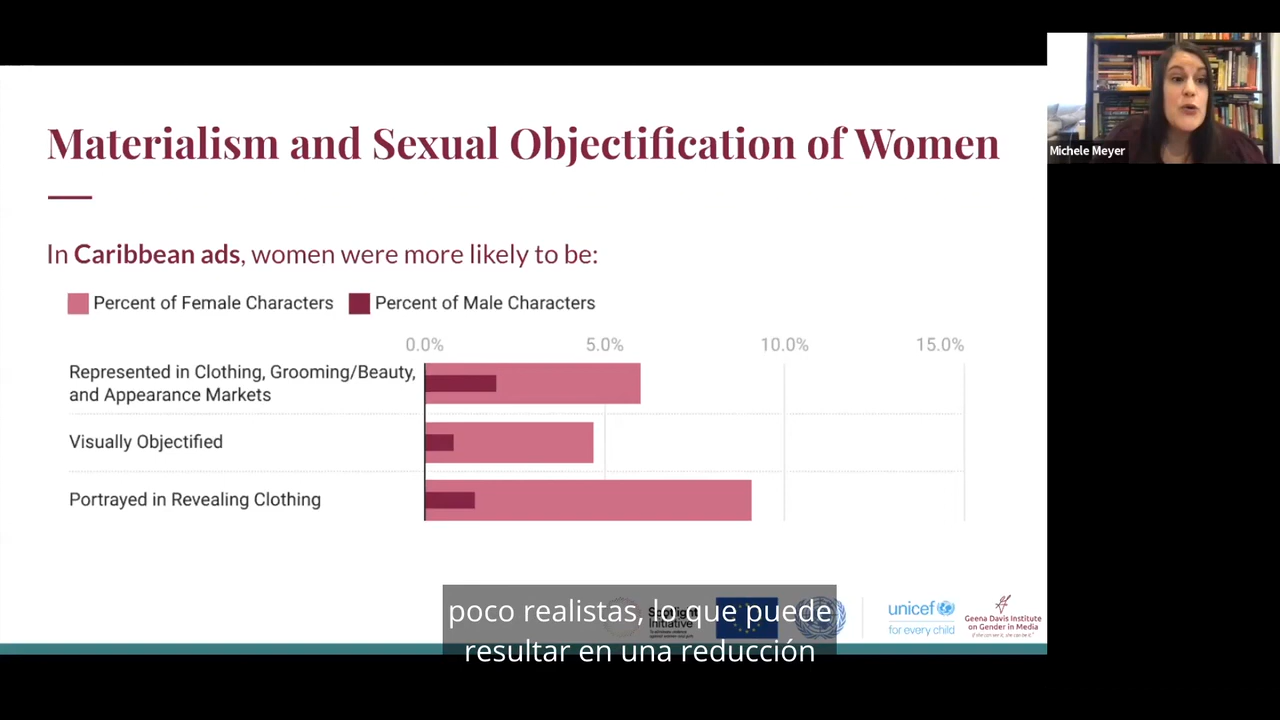 Materialism and Sexual Objectification of Women
Michele Meyer
In Caribbean ads, women were more likely to be:
Percent of Female Characters
Percent of Male Characters
0.0%
5.0%
10.0%
15.0%
Represented in Clothing, Grooming/Beauty,
and Appearance Markets
Visually Objectified
Portrayed in Revealing Clothing
Spotlight
Initiative
unicef
for every child
Geena Davis Institute
on Gender in Media
poco realistas, lo que puede
resultar en una reducción